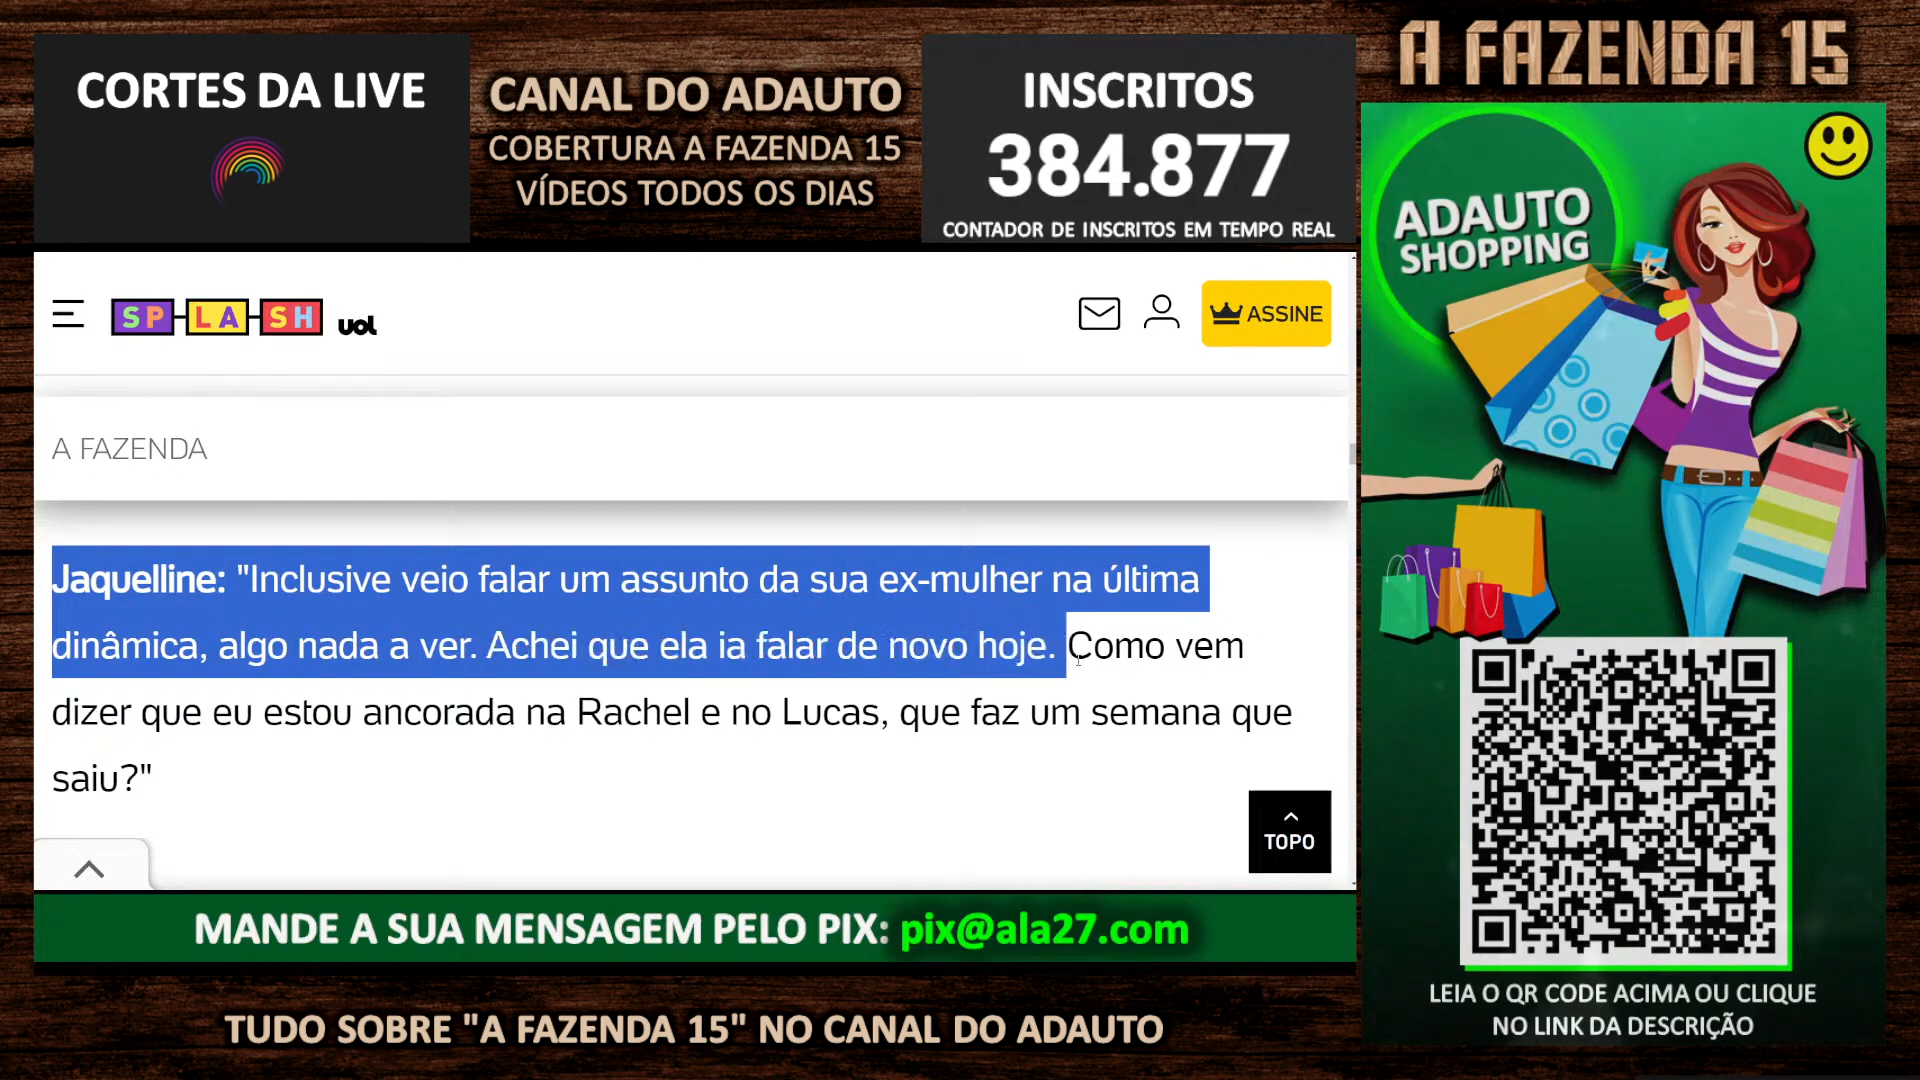 CORTES DA LIVE
CANAL DO ADAUTO
COBERTURA A FAZENDA 15
VÍDEOS TODOS OS DIAS
INSCRITOS
384.877
CONTADOR DE INSCRITOS EM TEMPO REAL
A FAZENDA 15
ADAUTO
SHOPPING
SPLASH uol
ASSINE
A FAZENDA
Jaquelline: "Inclusive veio falar um assunto da sua ex-mulher na última
dinâmica, algo nada a ver. Achei que ela ia falar de novo hoje. Como vem
dizer que eu estou ancorada na Rachel e no Lucas, que faz um semana que
saiu?"
TOPO
MANDE A SUA MENSAGEM PELO PIX: pix@ala27.com
TUDO SOBRE "A FAZENDA 15" NO CANAL DO ADAUTO
LEIA O QR CODE ACIMA OU CLIQUE
NO LINK DA DESCRIÇÃO